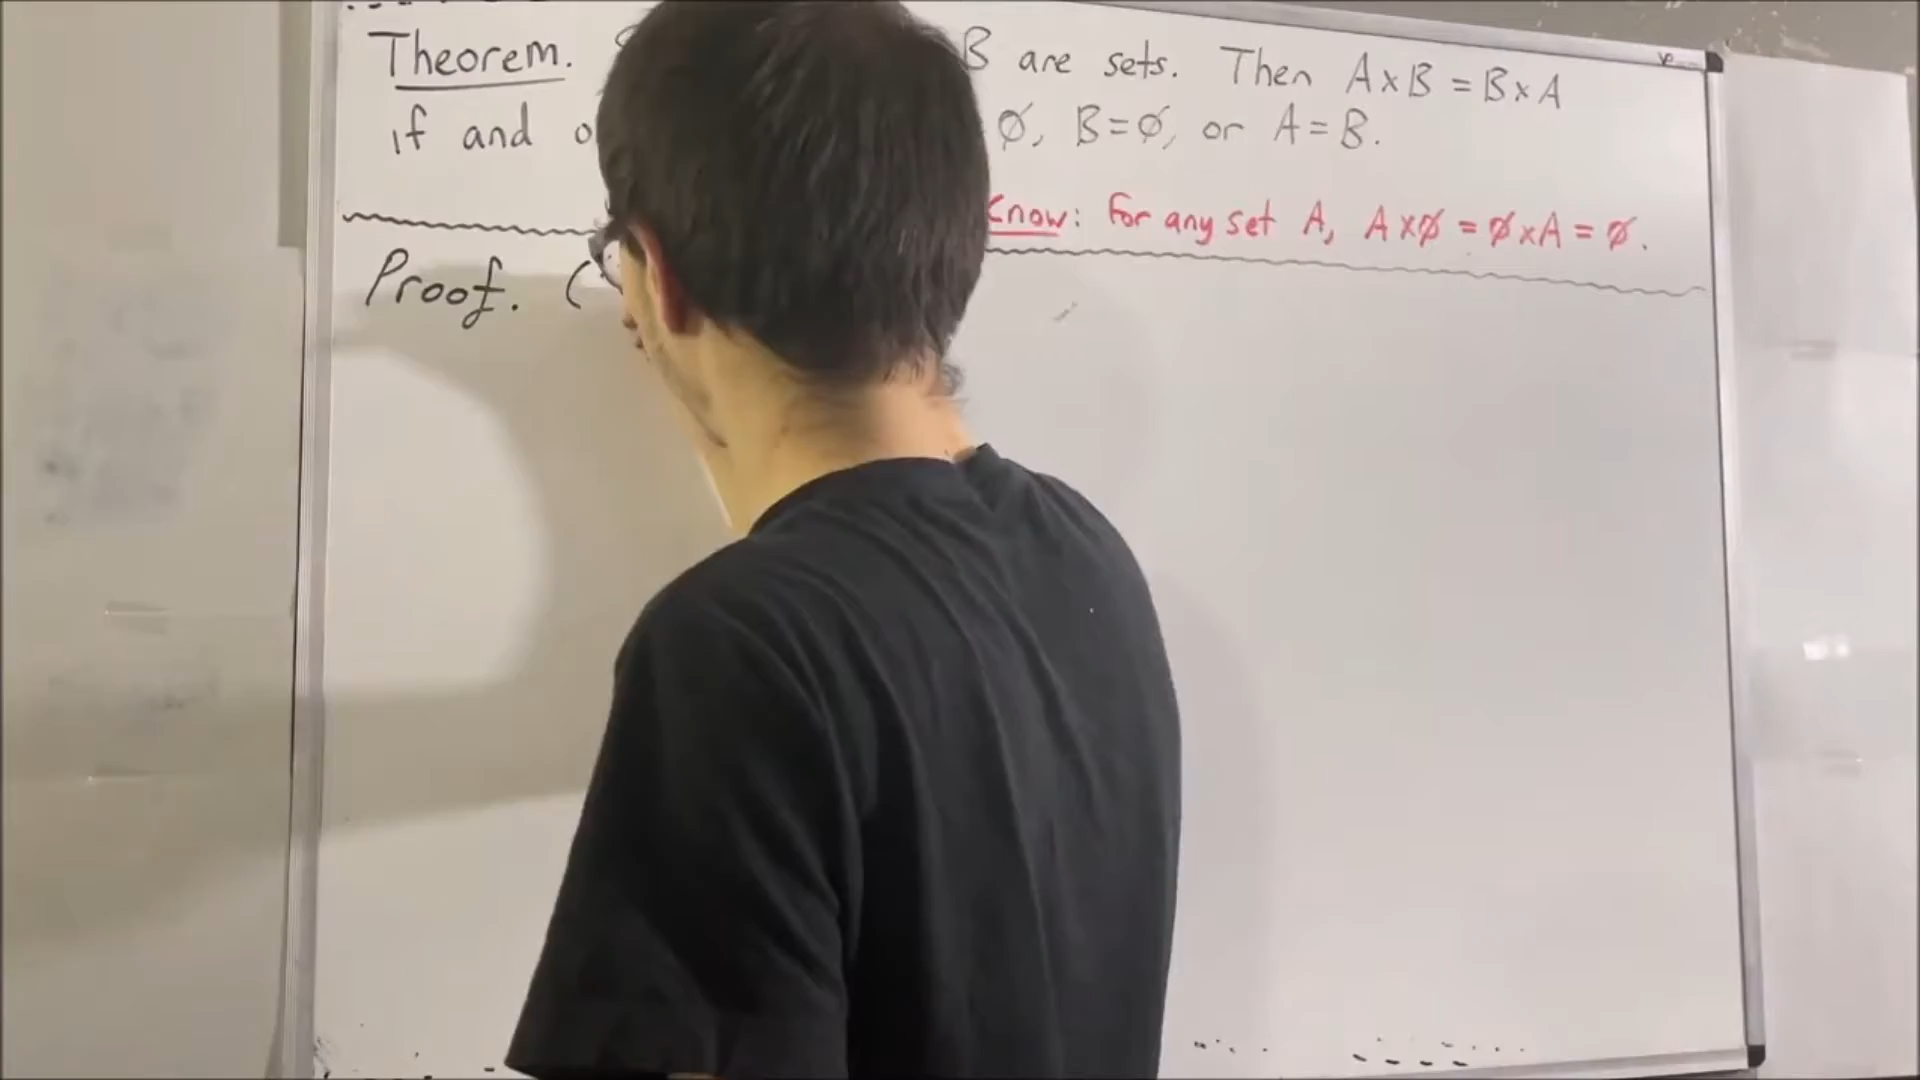 Theorem. B are sets. Then A×B = B×A
if and ∅, B=∅, or A=B.
Know: For any set A, A×∅ = ∅×A = ∅.
Proof. (